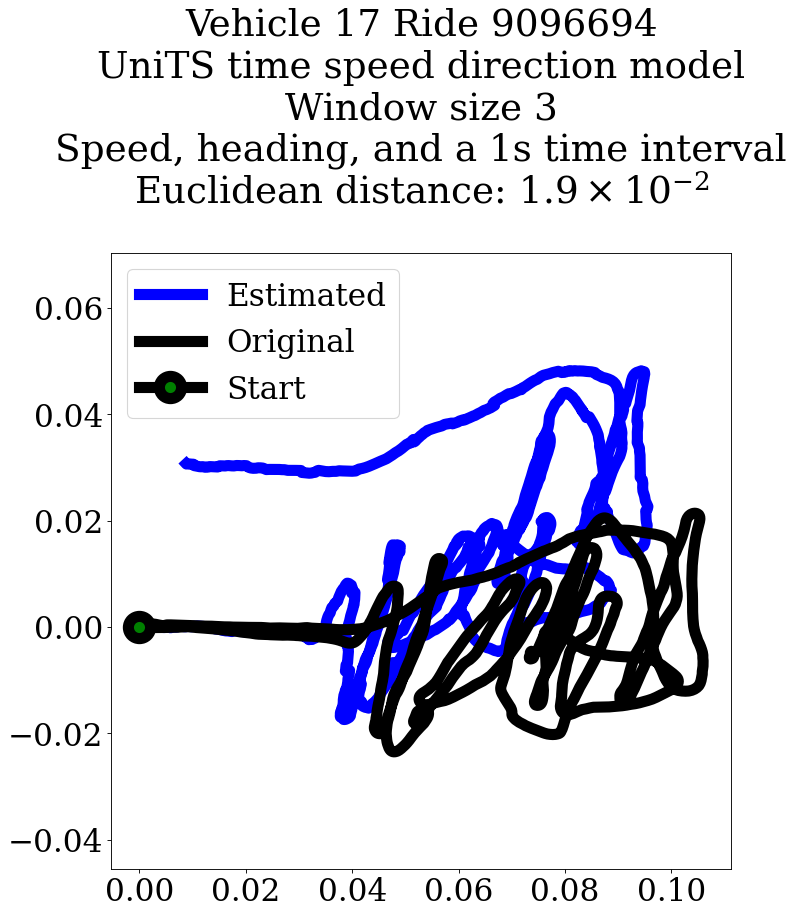 Vehicle 17 Ride 9096694
UniTS time speed direction model
Window size 3
Speed, heading, and a 1s time interval
Euclidean distance: 1.9 × 10⁻²
Estimated
Original
Start
0.06
0.04
0.02
0.00
−0.02
−0.04
0.00 0.02 0.04 0.06 0.08 0.10